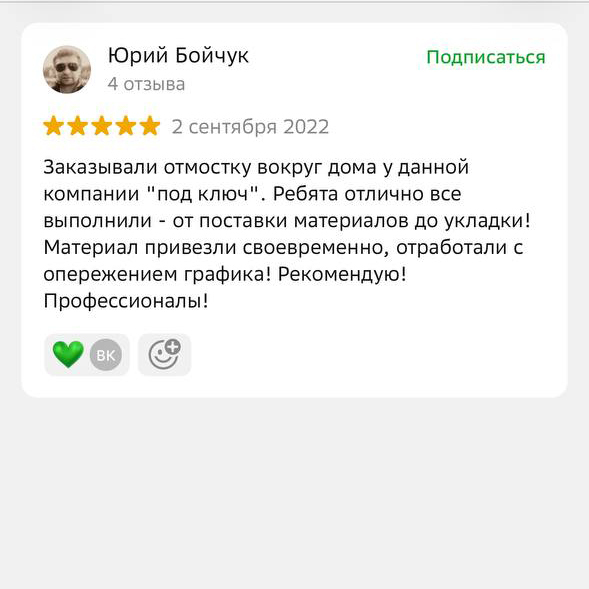 Юрий Бойчук
Подписаться
4 отзыва
2 сентября 2022
Заказывали отмостку вокруг дома у данной
компании "под ключ". Ребята отлично все
выполнили - от поставки материалов до укладки!
Материал привезли своевременно, отработали с
опережением графика! Рекомендую!
Профессионалы!
ВК